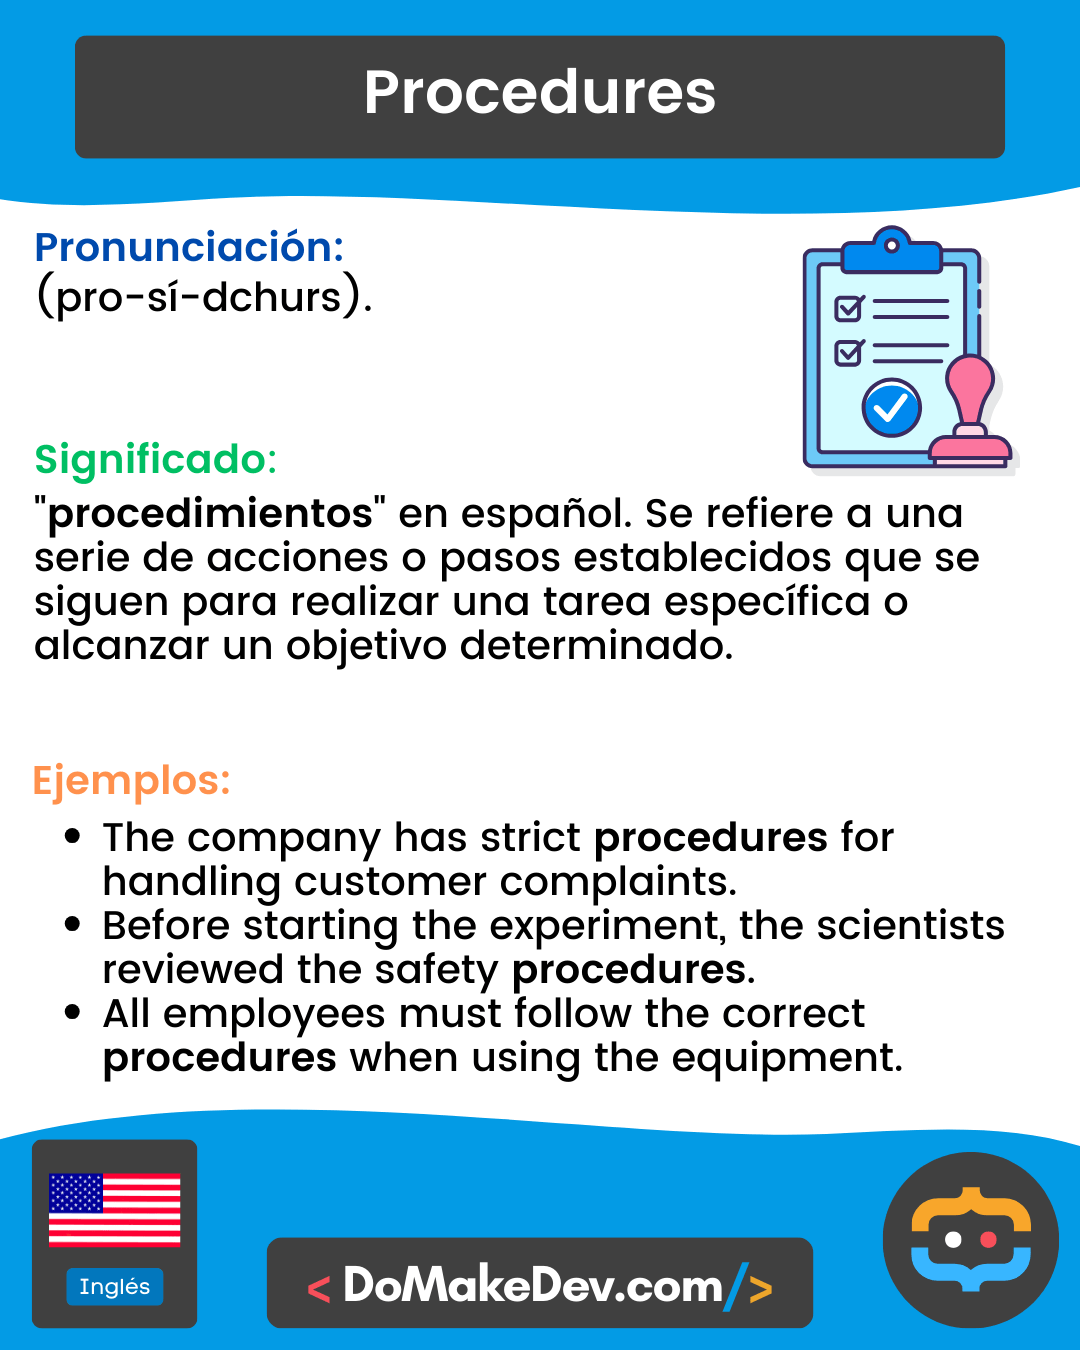 Procedures
Pronunciación:
(pro-sí-dchurs).
Significado:
"procedimientos" en español. Se refiere a una
serie de acciones o pasos establecidos que se
siguen para realizar una tarea específica o
alcanzar un objetivo determinado.
Ejemplos:
• The company has strict procedures for
handling customer complaints.
• Before starting the experiment, the scientists
reviewed the safety procedures.
• All employees must follow the correct
procedures when using the equipment.
Inglés
< DoMakeDev.com/>